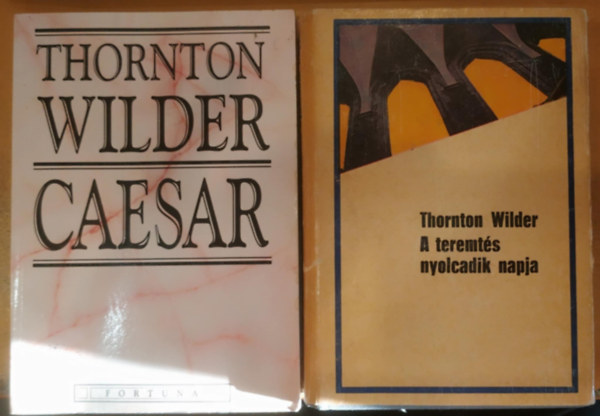 THORNTON
WILDER
CAESAR
FORTUNA
Thornton Wilder
A teremtés
nyolcadik napja